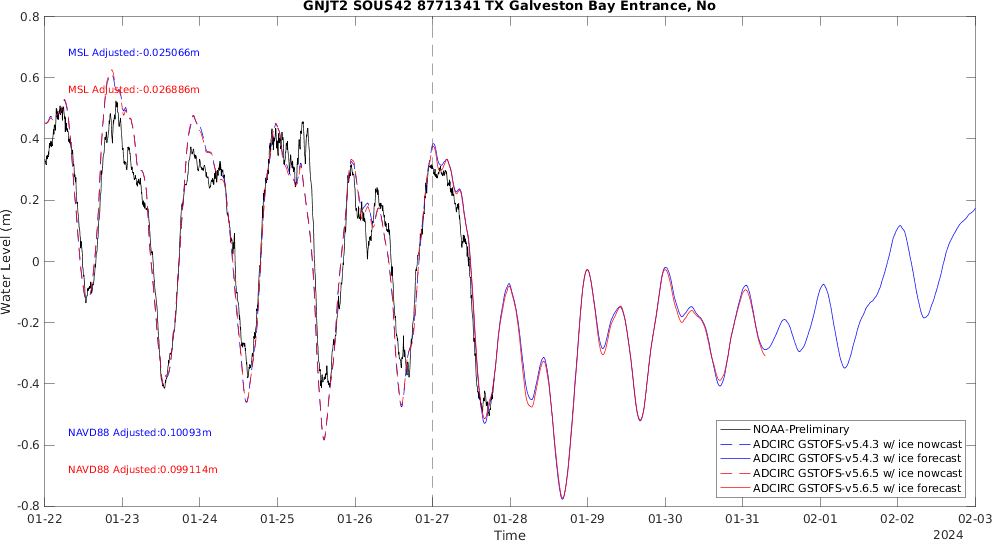 GNJT2 SOUS42 8771341 TX Galveston Bay Entrance, No
0.8
MSL Adjusted:-0.025066m
0.6
MSL Adjusted:-0.026886m
0.4
0.2
0
Water Level (m)
-0.2
-0.4
NAVD88 Adjusted:0.10093m
-0.6
NAVD88 Adjusted:0.099114m
-0.8
NOAA-Preliminary
ADCIRC GSTOFS-v5.4.3 w/ ice nowcast
ADCIRC GSTOFS-v5.4.3 w/ ice forecast
ADCIRC GSTOFS-v5.6.5 w/ ice nowcast
ADCIRC GSTOFS-v5.6.5 w/ ice forecast
01-22 01-23 01-24 01-25 01-26 01-27 01-28 01-29 01-30 01-31 02-01 02-02 02-03
Time
2024